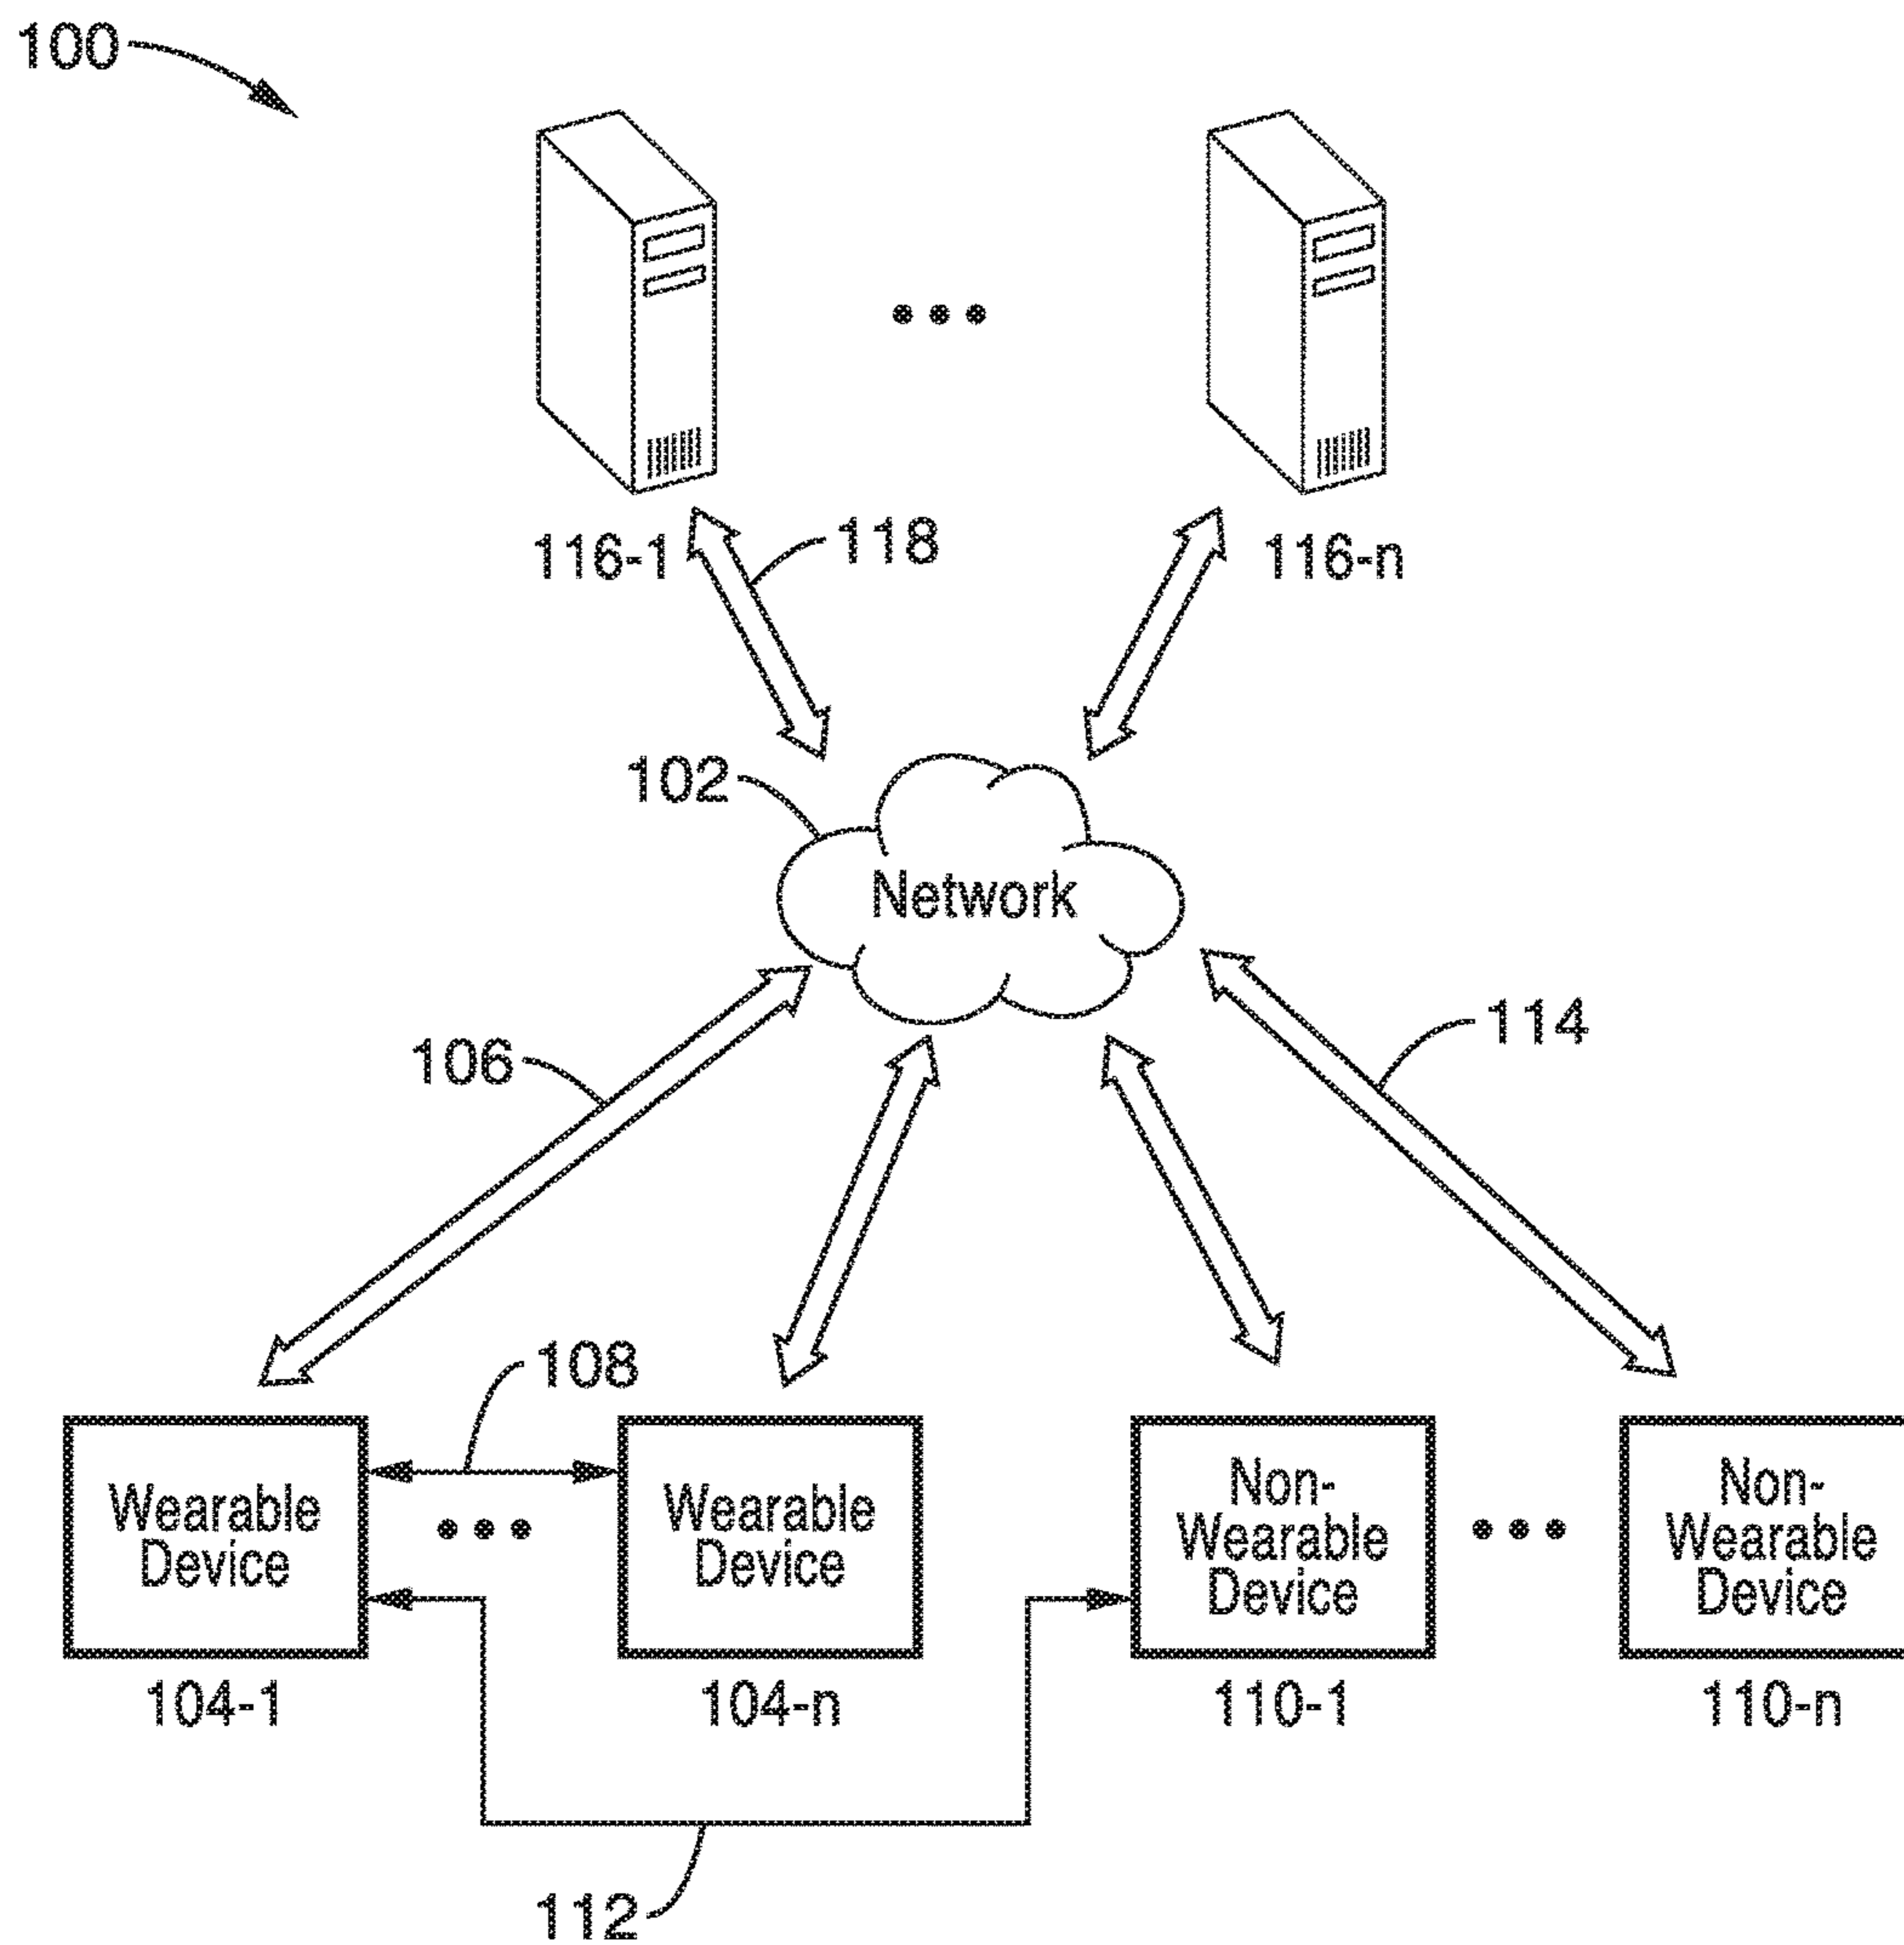 100
116-1
118
116-n
102
Network
106
114
108
Wearable
Device
Wearable
Device
Non-
Wearable
Device
Non-
Wearable
Device
104-1
104-n
110-1
110-n
112